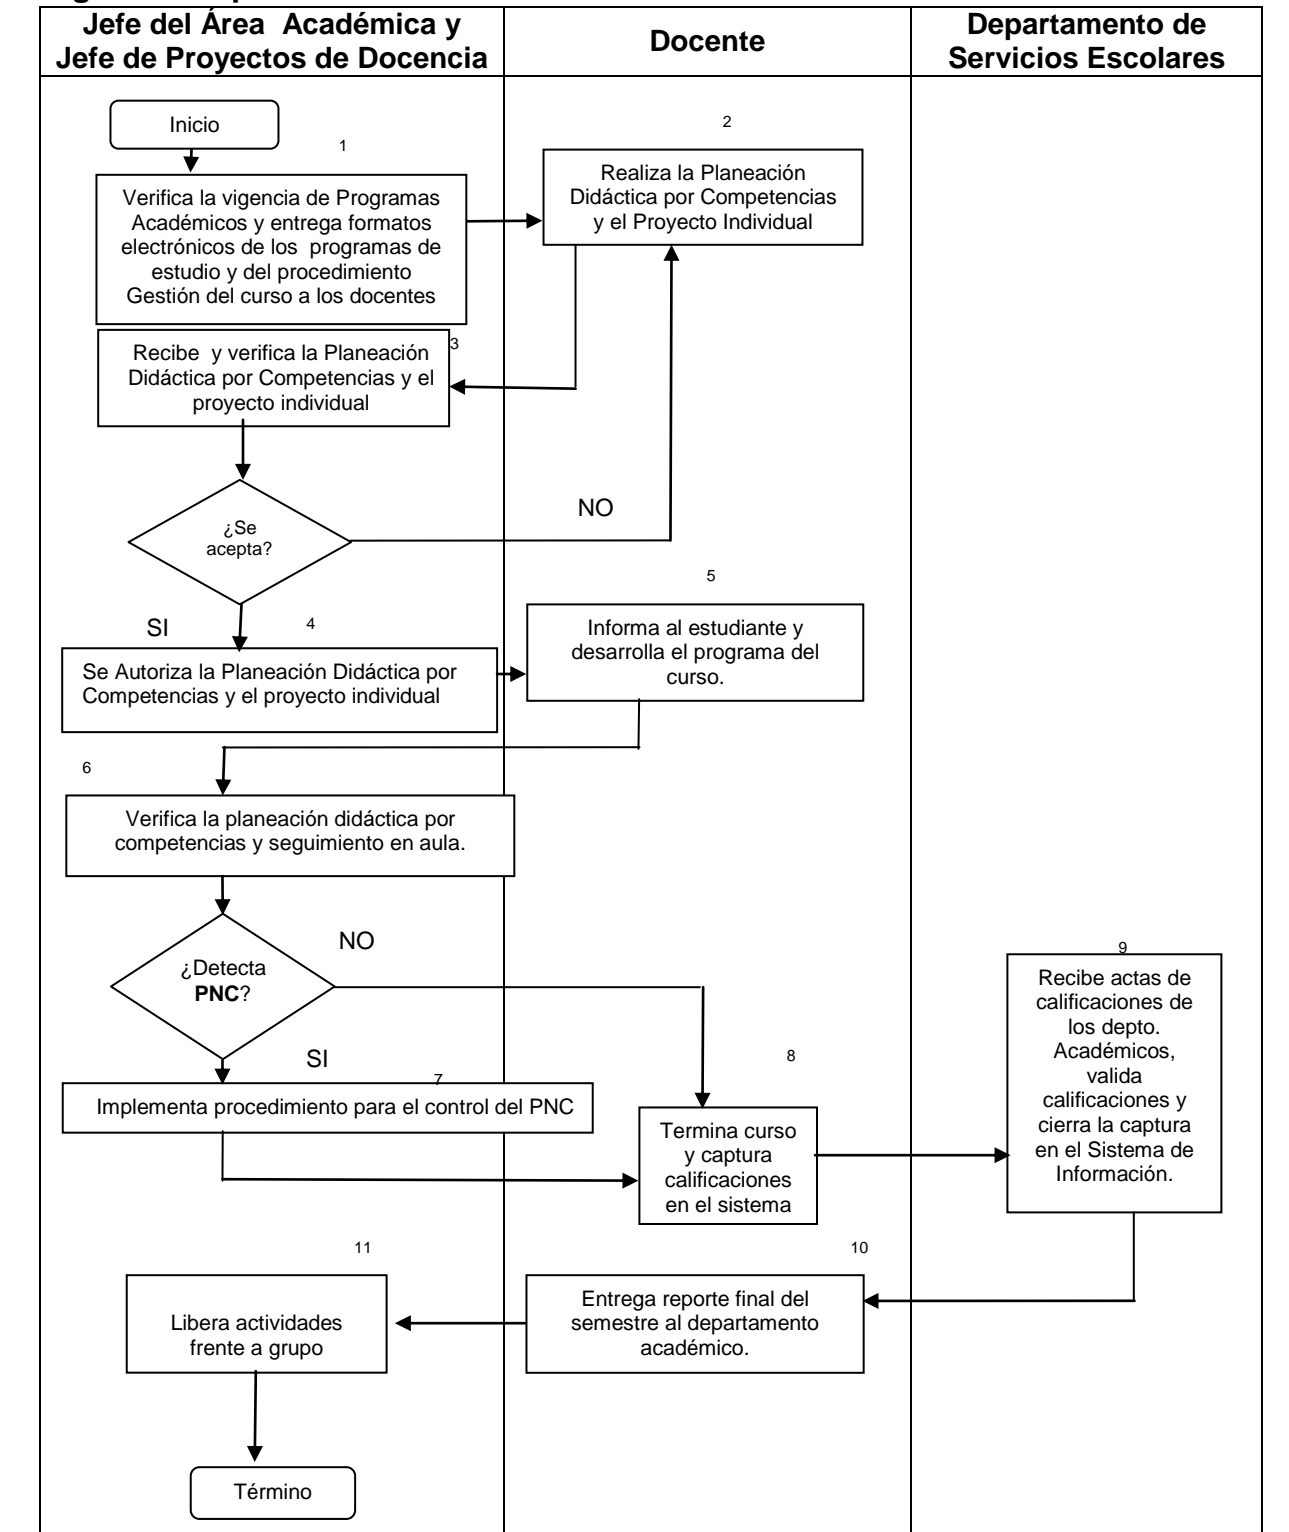 Jefe del Área Académica y
Jefe de Proyectos de Docencia
Docente
Departamento de
Servicios Escolares
Inicio
1
Verifica la vigencia de Programas
Académicos y entrega formatos
electrónicos de los programas de
estudio y del procedimiento
Gestión del curso a los docentes
2
Realiza la Planeación
Didáctica por Competencias
y el Proyecto Individual
3
Recibe y verifica la Planeación
Didáctica por Competencias y el
proyecto individual
¿Se
acepta?
NO
SI
4
Se Autoriza la Planeación Didáctica por
Competencias y el proyecto individual
5
Informa al estudiante y
desarrolla el programa del
curso.
6
Verifica la planeación didáctica por
competencias y seguimiento en aula.
¿Detecta
PNC?
NO
SI
7
Implementa procedimiento para el control del PNC
8
Termina curso
y captura
calificaciones
en el sistema
9
Recibe actas de
calificaciones de
los depto.
Académicos,
valida
calificaciones y
cierra la captura
en el Sistema de
Información.
10
Entrega reporte final del
semestre al departamento
académico.
11
Libera actividades
frente a grupo
Término